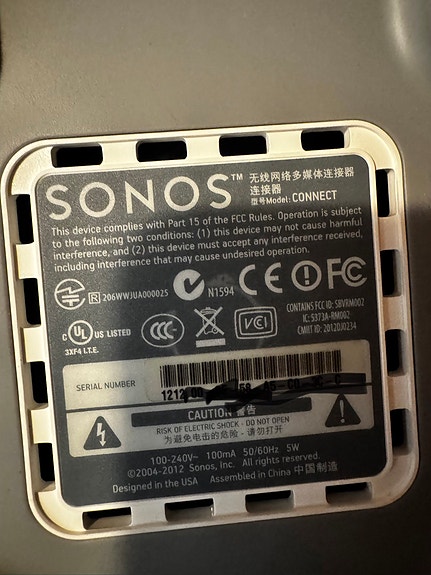 SONOS™ 无线网络多媒体连接器
连接器
型号Model: CONNECT
This device complies with Part 15 of the FCC Rules. Operation is subject
to the following two conditions: (1) this device may not cause harmful
interference, and (2) this device must accept any interference received,
including interference that may cause undesired operation.
R 206WWJUA000025
N1594
CE
FC
CONTAINS FCC ID: SBVRM002
IC: 5373A-RM002
CMIIT ID: 2012DJ0234
c UL US LISTED
3XF4 I.T.E.
CCC
VCI
SERIAL NUMBER
1212
CAUTION 警告
RISK OF ELECTRIC SHOCK - DO NOT OPEN
为避免电击的危险 - 请勿打开
100-240V~ 100mA 50/60Hz 5W
©2004-2012 Sonos, Inc. All rights reserved.
Designed in the USA Assembled in China 中国制造